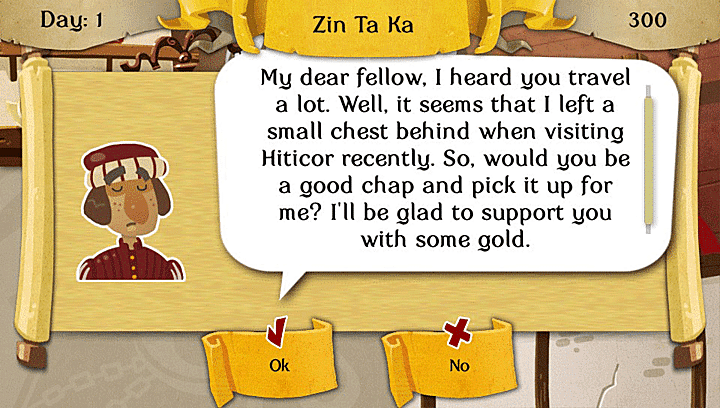 Day: 1
Zin Ta Ka
300
My dear fellow, I heard you travel
a lot. Well, it seems that I left a
small chest behind when visiting
Hiticor recently. So, would you be
a good chap and pick it up for
me? I'll be glad to support you
with some gold.
Ok
No